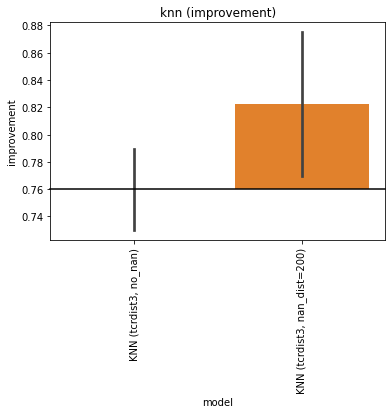 knn (improvement)
improvement
0.88
0.86
0.84
0.82
0.80
0.78
0.76
0.74
KNN (tcrdist3, no_nan)
KNN (tcrdist3, nan_dist=200)
model